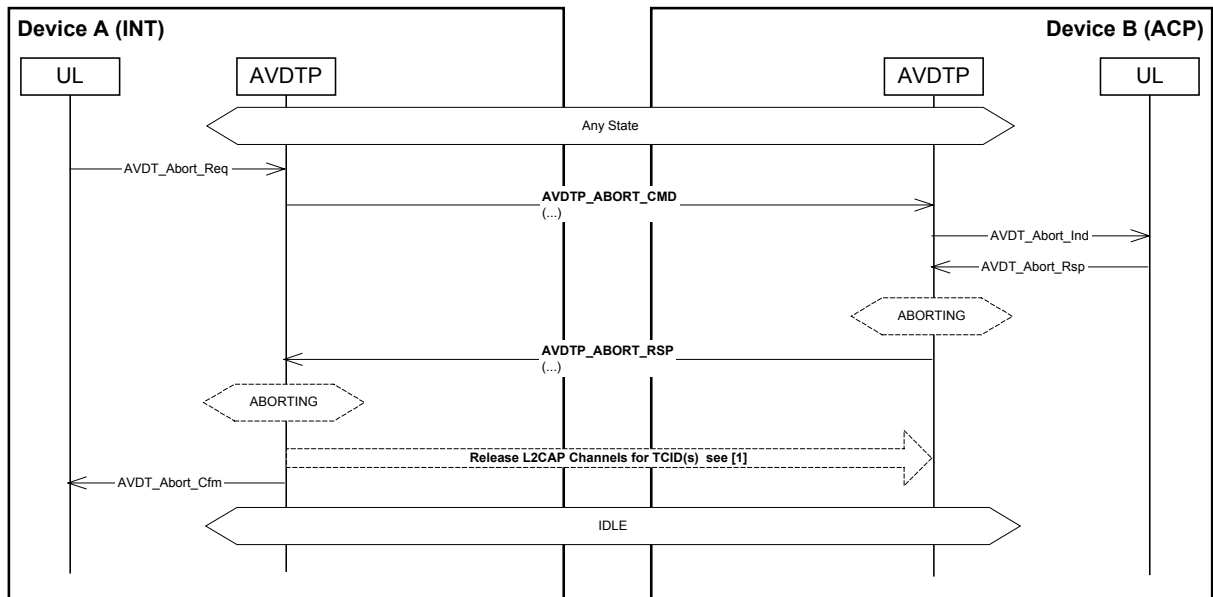 Device A (INT)
Device B (ACP)
UL
AVDTP
AVDTP
UL
Any State
AVDT_Abort_Req
AVDTP_ABORT_CMD
(...)
AVDT_Abort_Ind
AVDT_Abort_Rsp
ABORTING
AVDTP_ABORT_RSP
(...)
ABORTING
Release L2CAP Channels for TCID(s) see [1]
AVDT_Abort_Cfm
IDLE